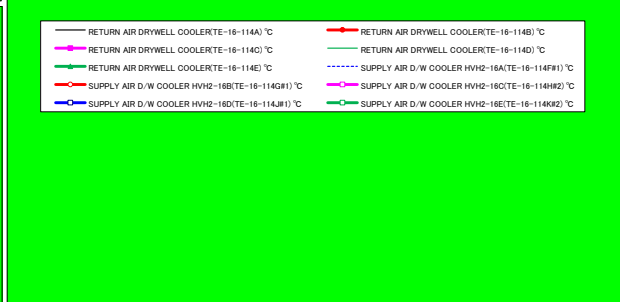 RETURN AIR DRYWELL COOLER(TE-16-114A) ℃ RETURN AIR DRYWELL COOLER(TE-16-114B) ℃
RETURN AIR DRYWELL COOLER(TE-16-114C) ℃ RETURN AIR DRYWELL COOLER(TE-16-114D) ℃
RETURN AIR DRYWELL COOLER(TE-16-114E) ℃ SUPPLY AIR D/W COOLER HVH2-16A(TE-16-114F#1) ℃
SUPPLY AIR D/W COOLER HVH2-16B(TE-16-114G#1) ℃ SUPPLY AIR D/W COOLER HVH2-16C(TE-16-114H#2) ℃
SUPPLY AIR D/W COOLER HVH2-16D(TE-16-114J#1) ℃ SUPPLY AIR D/W COOLER HVH2-16E(TE-16-114K#2) ℃